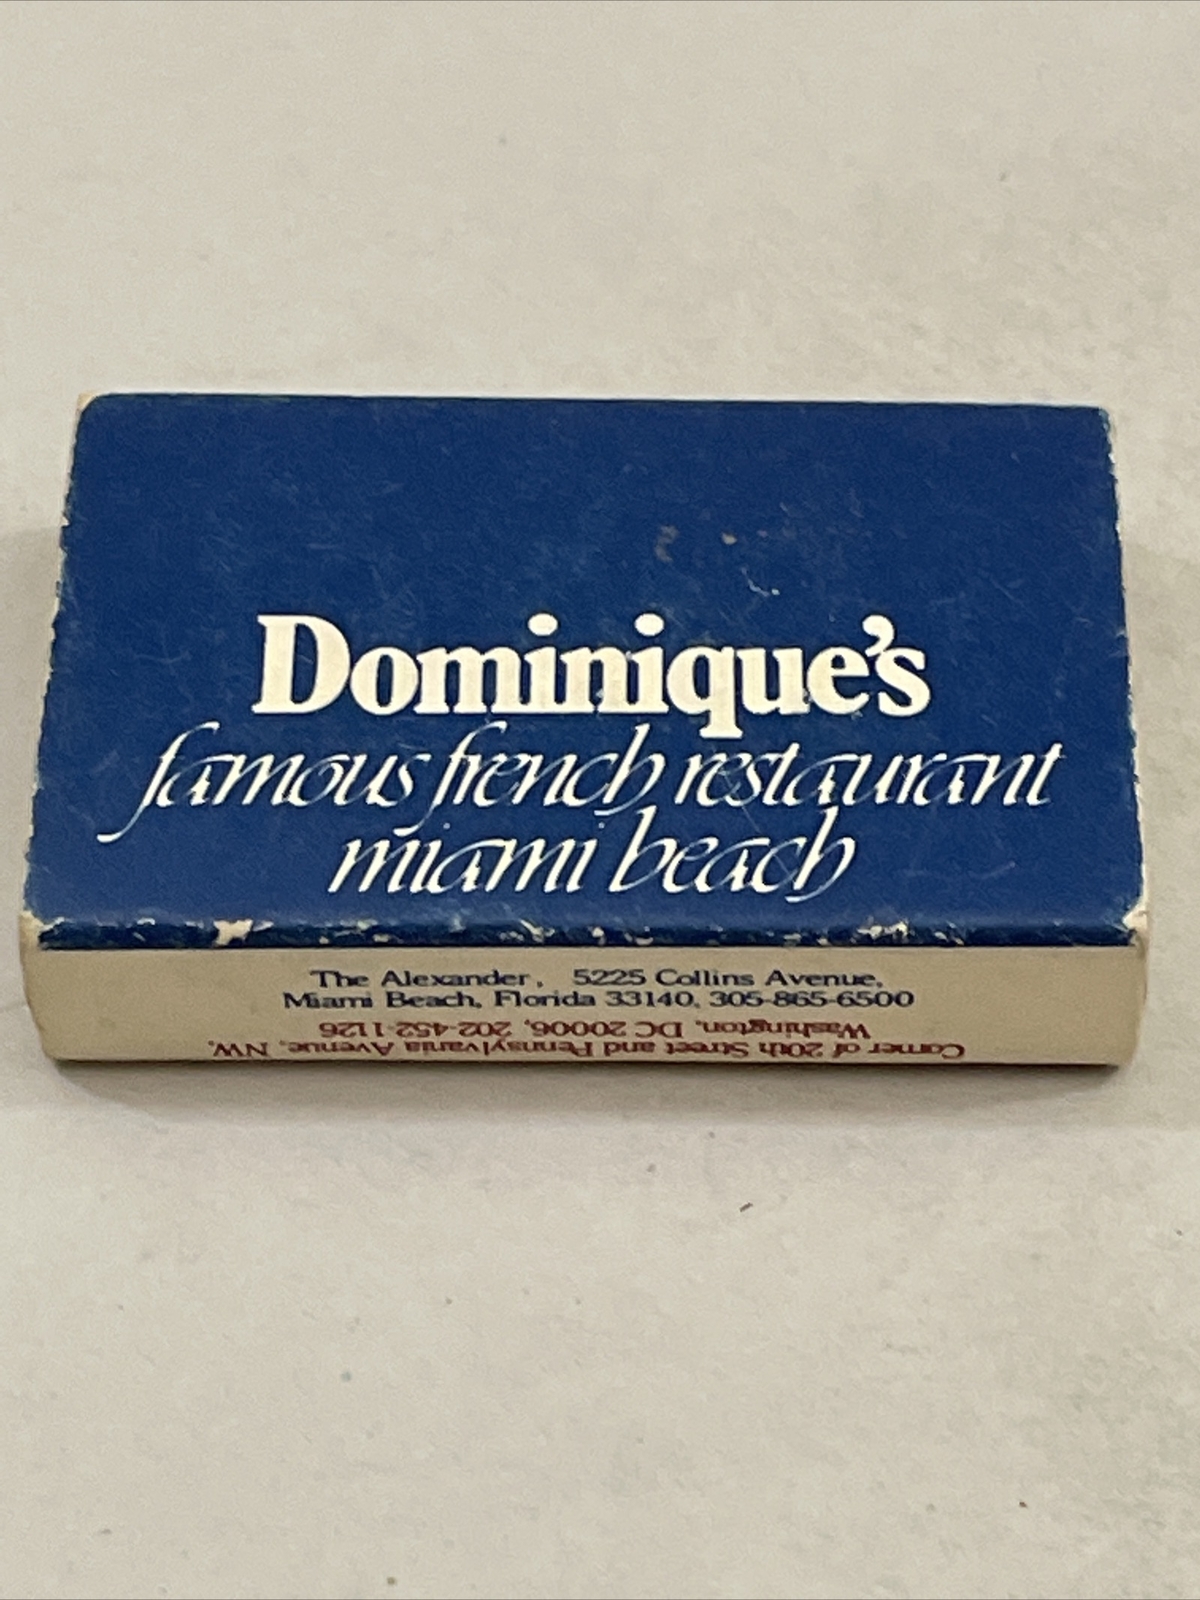 Dominique's
famous french restaurant
miami beach
The Alexander, 5225 Collins Avenue,
Miami Beach, Florida 33140, 305-865-6500
Corner of 20th Street and Pennsylvania Avenue, NW,
Washington, DC 20006, 202-452-1126